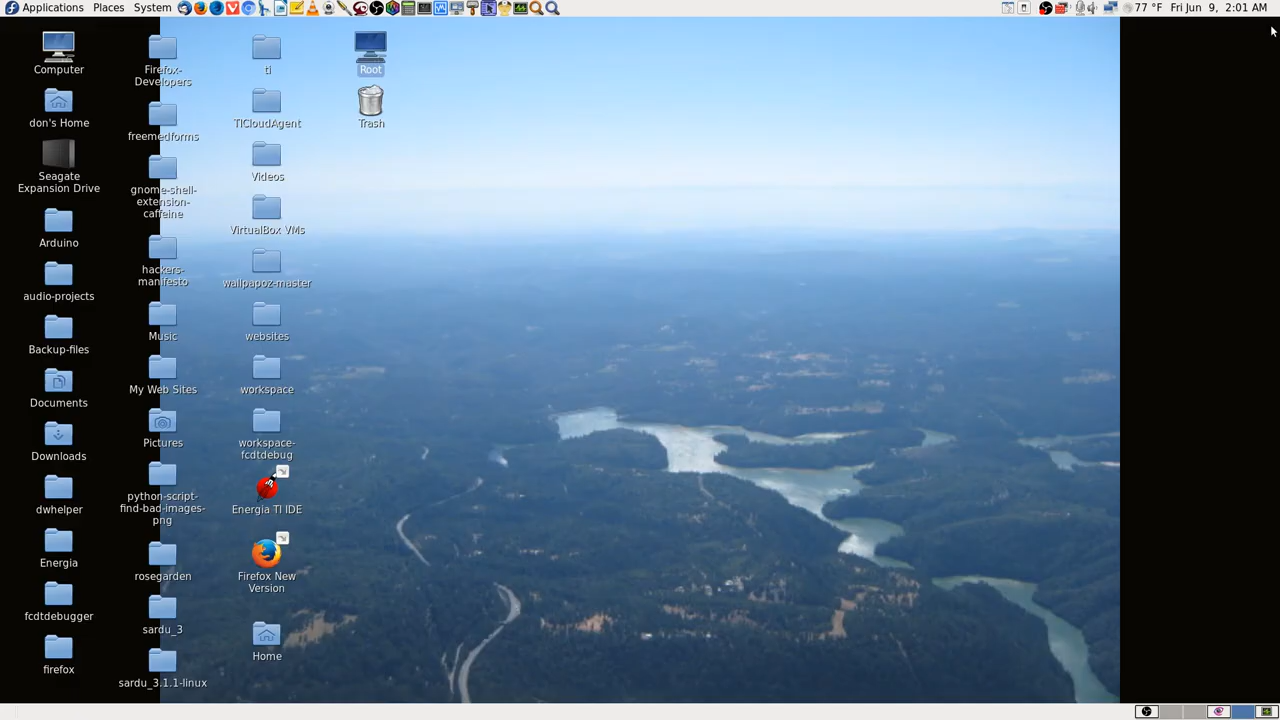 Applications Places System
77 °F Fri Jun 9, 2:01 AM
Computer
don's Home
Seagate
Expansion Drive
Arduino
audio-projects
Backup-files
Documents
Downloads
dwhelper
Energia
fcdtdebugger
firefox
Firefox-
Developers
freemedforms
gnome-shell-
extension-
caffeine
hackers-
manifesto
Music
My Web Sites
Pictures
python-script-
find-bad-images-
png
rosegarden
sardu_3
sardu_3.1.1-linux
ti
TICloudAgent
Videos
VirtualBox VMs
wallpapoz-master
websites
workspace
workspace-
fcdtdebug
Energia TI IDE
Firefox New
Version
Home
Root
Trash